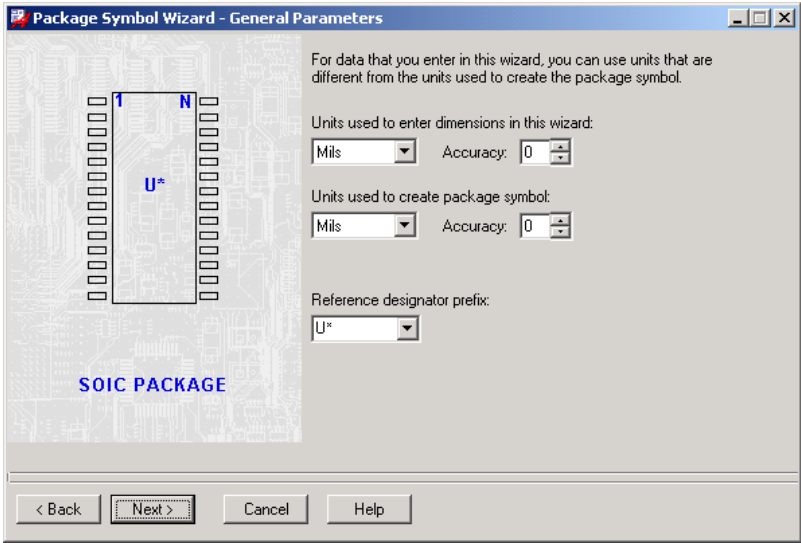 Package Symbol Wizard - General Parameters
For data that you enter in this wizard, you can use units that are
different from the units used to create the package symbol.
1 N
Units used to enter dimensions in this wizard:
Mils Accuracy: 0
U*
Units used to create package symbol:
Mils Accuracy: 0
Reference designator prefix:
U*
SOIC PACKAGE
< Back Next > Cancel Help